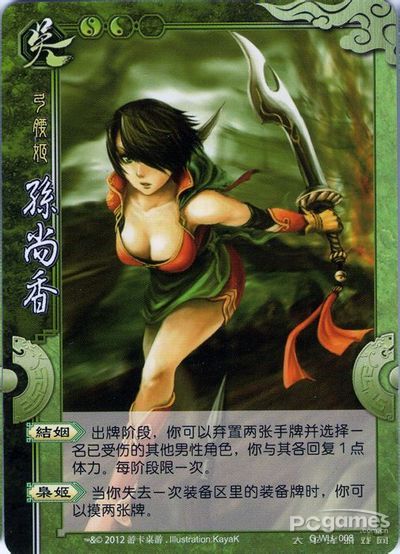 吴
弓腰姬
孫尚香
結姻 出牌阶段，你可以弃置两张手牌并选择一
名已受伤的其他男性角色，你与其各回复1点
体力。每阶段限一次。
枭姬 当你失去一次装备区里的装备牌时，你可
以摸两张牌。
™&© 2012 游卡桌游 . Illustration:KayaK
PCgames
.com.cn